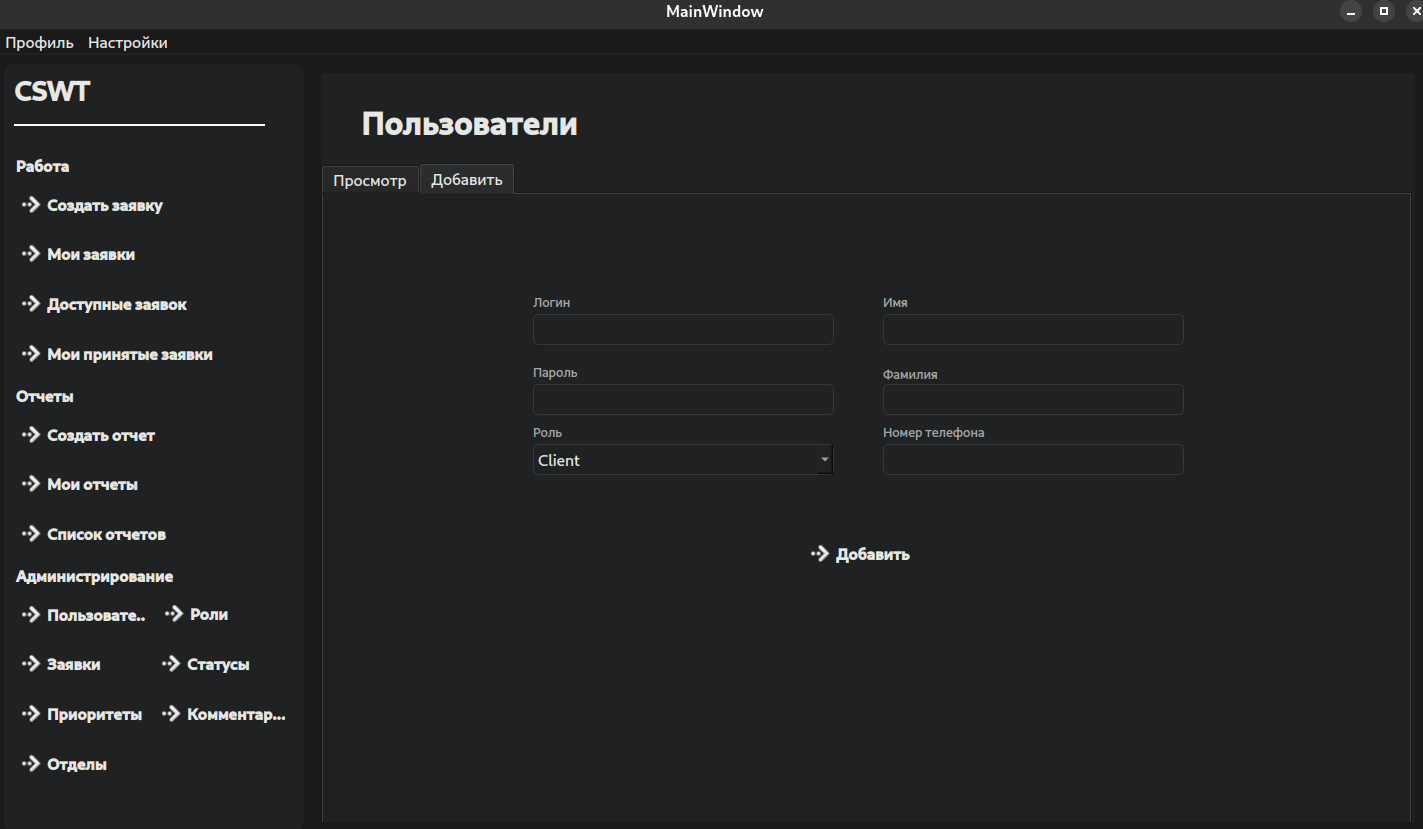 MainWindow
Профиль Настройки
CSWT
Работа
Создать заявку
Мои заявки
Доступные заявок
Мои принятые заявки
Отчеты
Создать отчет
Мои отчеты
Список отчетов
Администрирование
Пользовате.. Роли
Заявки Статусы
Приоритеты Комментар...
Отделы
Пользователи
Просмотр Добавить
Логин Имя
Пароль Фамилия
Роль Номер телефона
Client
Добавить